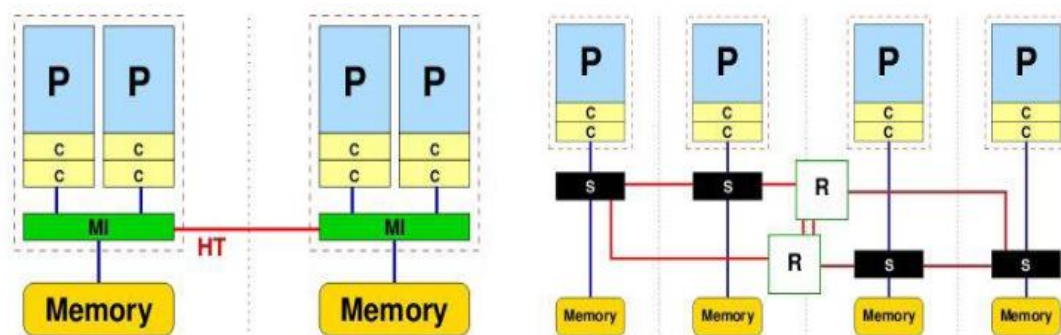 P P P P
C C C C
C C C C
MI MI
HT
Memory Memory
P P P P
C C C C
C C C C
S S R
R S S
Memory Memory Memory Memory